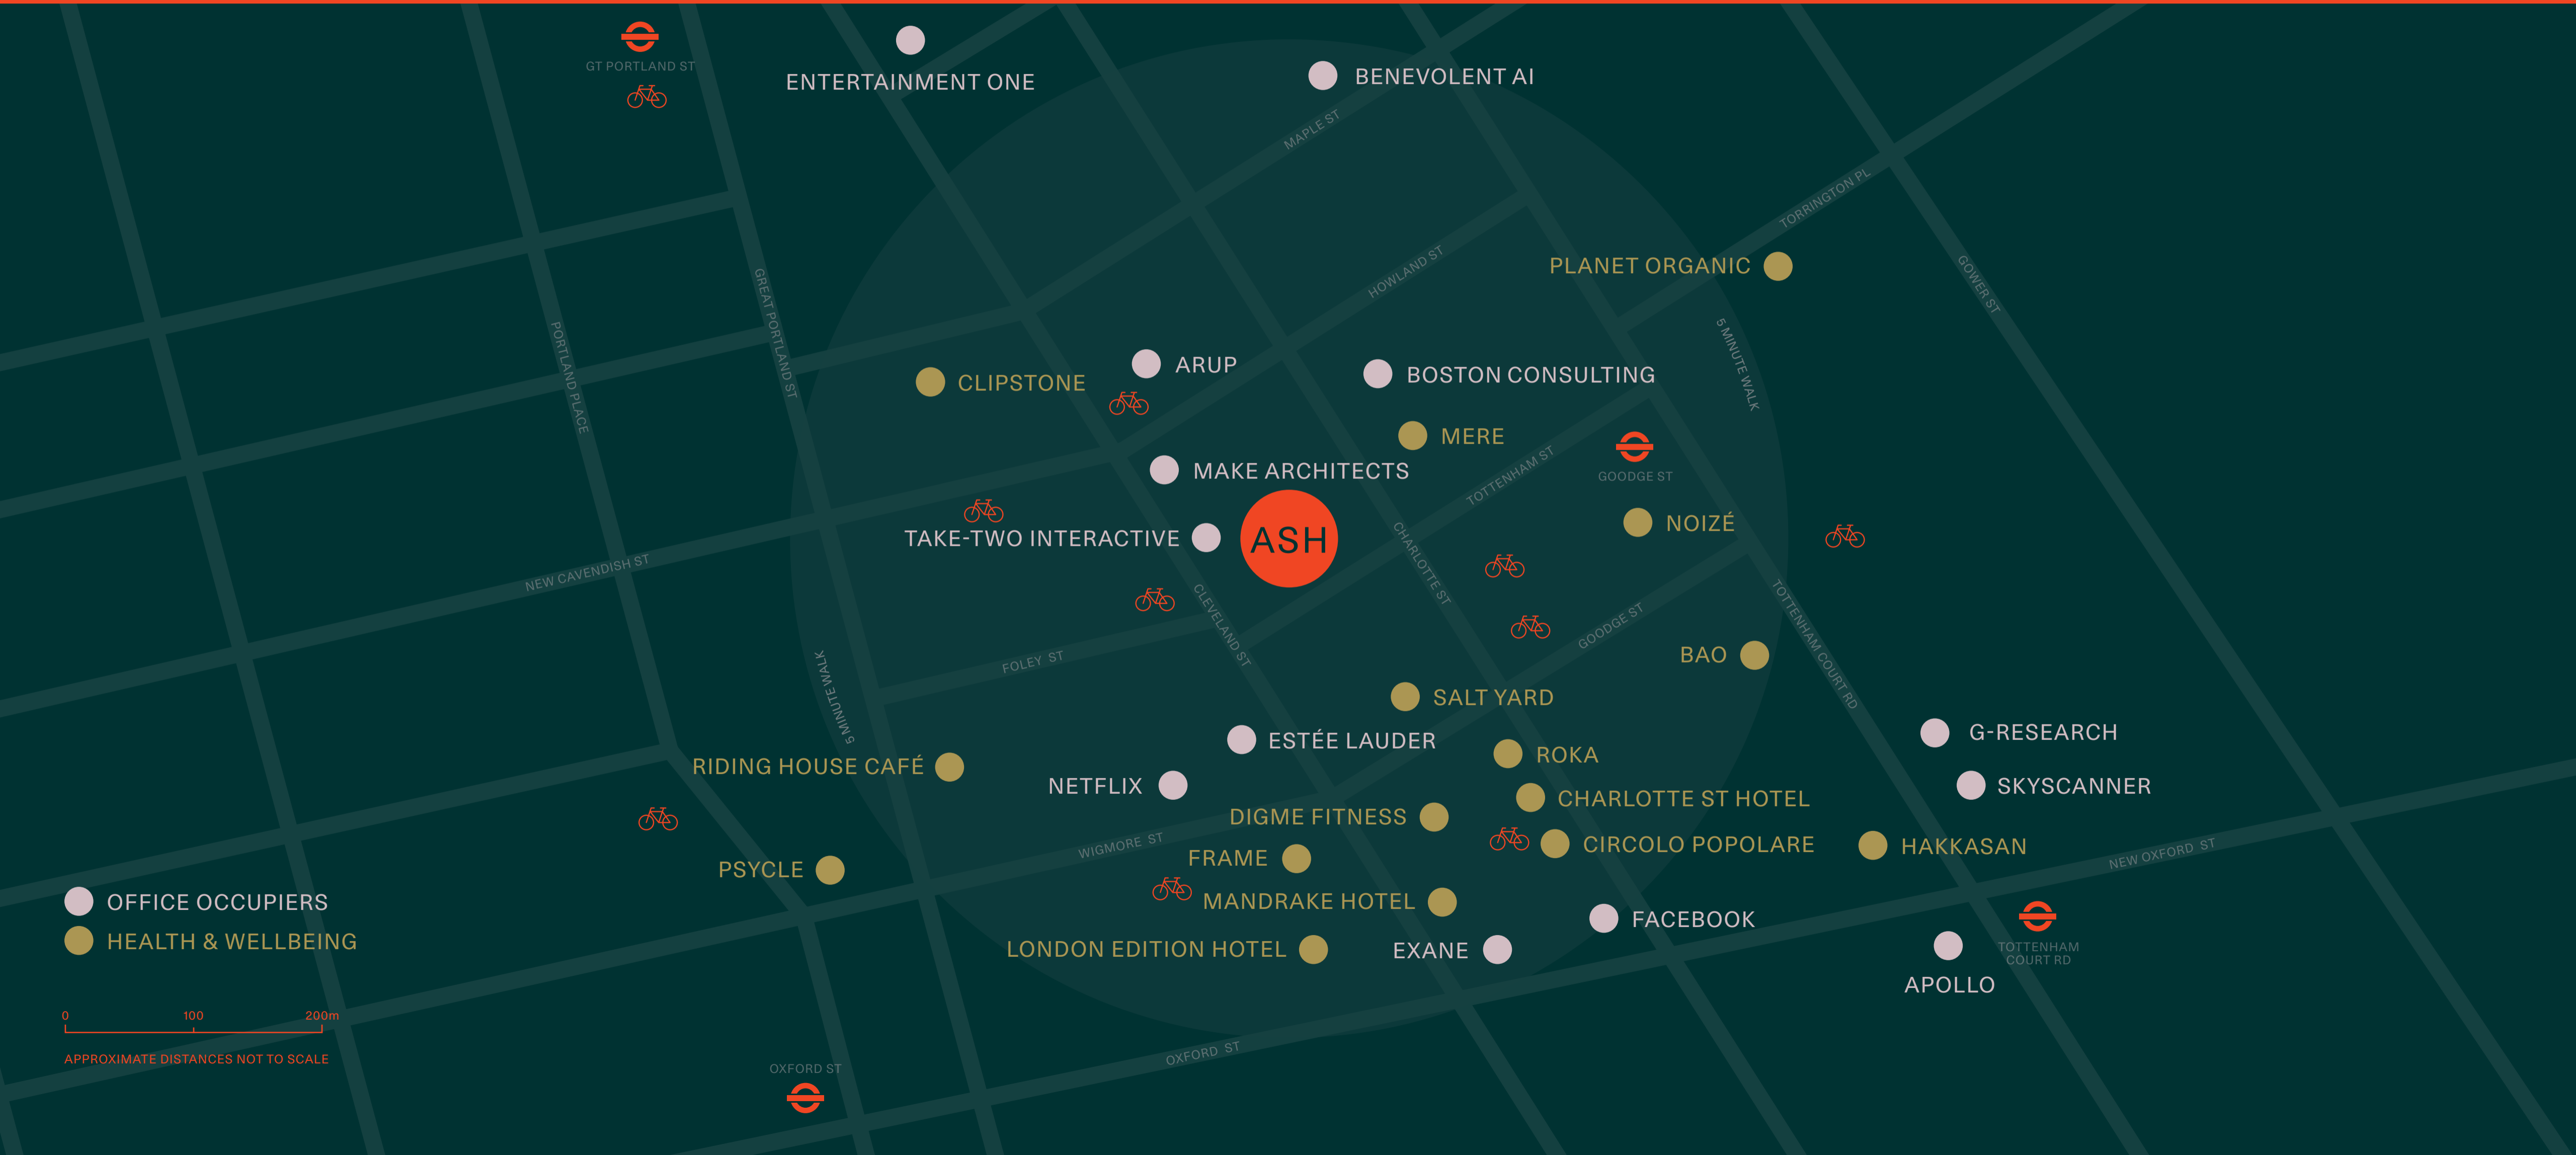 GT PORTLAND ST
ENTERTAINMENT ONE
BENEVOLENT AI
MAPLE ST
TORRINGTON PL
PLANET ORGANIC
HOWLAND ST
GOWER ST
GREAT PORTLAND ST
PORTLAND PLACE
5 MINUTE WALK
CLIPSTONE
ARUP
BOSTON CONSULTING
MERE
MAKE ARCHITECTS
TOTTENHAM ST
GOODGE ST
NOIZÉ
TAKE-TWO INTERACTIVE
ASH
CHARLOTTE ST
NEW CAVENDISH ST
CLEVELAND ST
GOODGE ST
TOTTENHAM COURT RD
FOLEY ST
BAO
5 MINUTE WALK
SALT YARD
ESTÉE LAUDER
G-RESEARCH
RIDING HOUSE CAFÉ
ROKA
NETFLIX
SKYSCANNER
CHARLOTTE ST HOTEL
DIGME FITNESS
WIGMORE ST
CIRCOLO POPOLARE
HAKKASAN
NEW OXFORD ST
FRAME
PSYCLE
MANDRAKE HOTEL
FACEBOOK
LONDON EDITION HOTEL
EXANE
TOTTENHAM
COURT RD
APOLLO
OXFORD ST
OXFORD ST
OFFICE OCCUPIERS
HEALTH & WELLBEING
0 100 200m
APPROXIMATE DISTANCES NOT TO SCALE